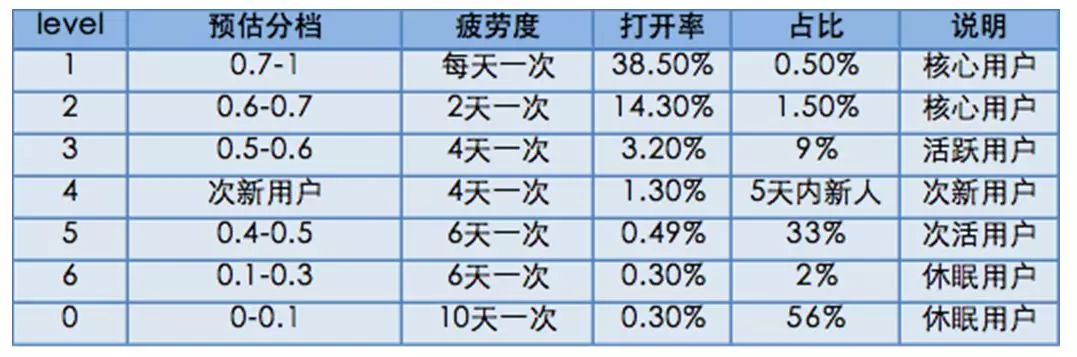 level 预估分档 疲劳度 打开率 占比 说明
1 0.7-1 每天一次 38.50% 0.50% 核心用户
2 0.6-0.7 2天一次 14.30% 1.50% 核心用户
3 0.5-0.6 4天一次 3.20% 9% 活跃用户
4 次新用户 4天一次 1.30% 5天内新人 次新用户
5 0.4-0.5 6天一次 0.49% 33% 次活用户
6 0.1-0.3 6天一次 0.30% 2% 休眠用户
0 0-0.1 10天一次 0.30% 56% 休眠用户